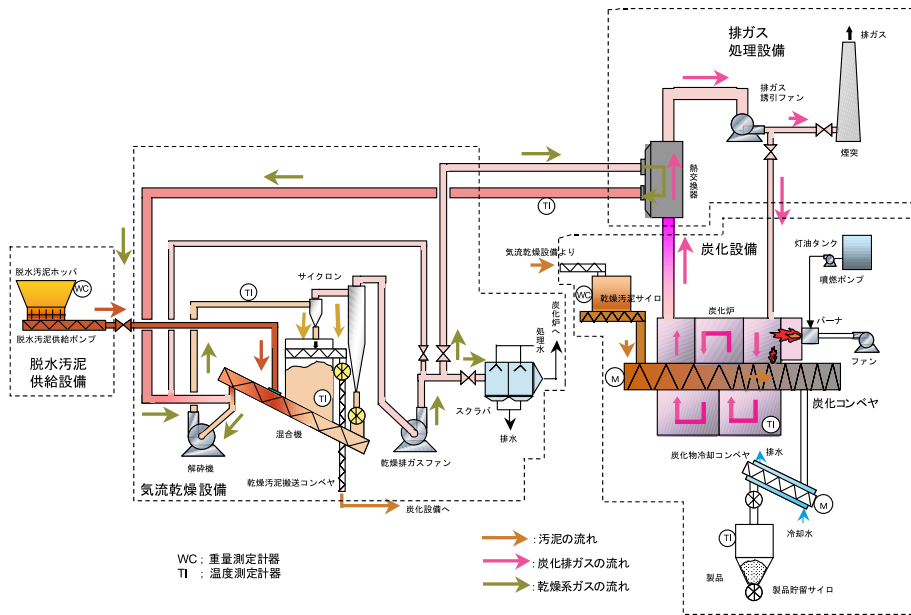 排ガス
処理設備
排ガス
排ガス
誘引ファン
煙突
熱交換器
TI
炭化設備
灯油タンク
噴燃ポンプ
気流乾燥設備より
WC
乾燥汚泥サイロ
炭化炉
バーナ
ファン
M
炭化コンベヤ
TI
脱水汚泥ホッパ
WC
脱水汚泥供給ポンプ
脱水汚泥
供給設備
TI
サイクロン
TI
混合機
解砕機
乾燥排ガスファン
スクラバ
処理水
炭化炉へ
排水
気流乾燥設備
乾燥汚泥搬送コンベヤ
炭化設備へ
炭化物冷却コンベヤ
排水
M
冷却水
TI
製品
製品貯留サイロ
WC ; 重量測定計器
TI ; 温度測定計器
: 汚泥の流れ
: 炭化排ガスの流れ
: 乾燥系ガスの流れ